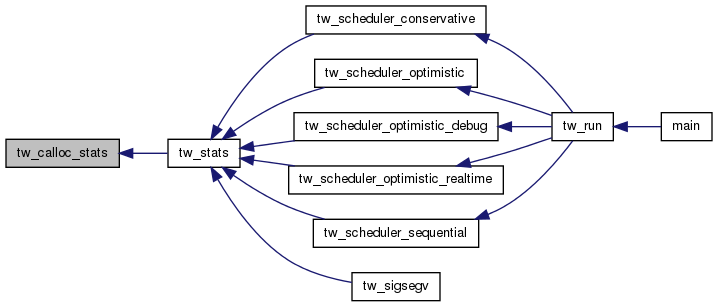 tw_scheduler_conservative
tw_scheduler_optimistic
tw_scheduler_optimistic_debug
tw_run
main
tw_calloc_stats
tw_stats
tw_scheduler_optimistic_realtime
tw_scheduler_sequential
tw_sigsegv